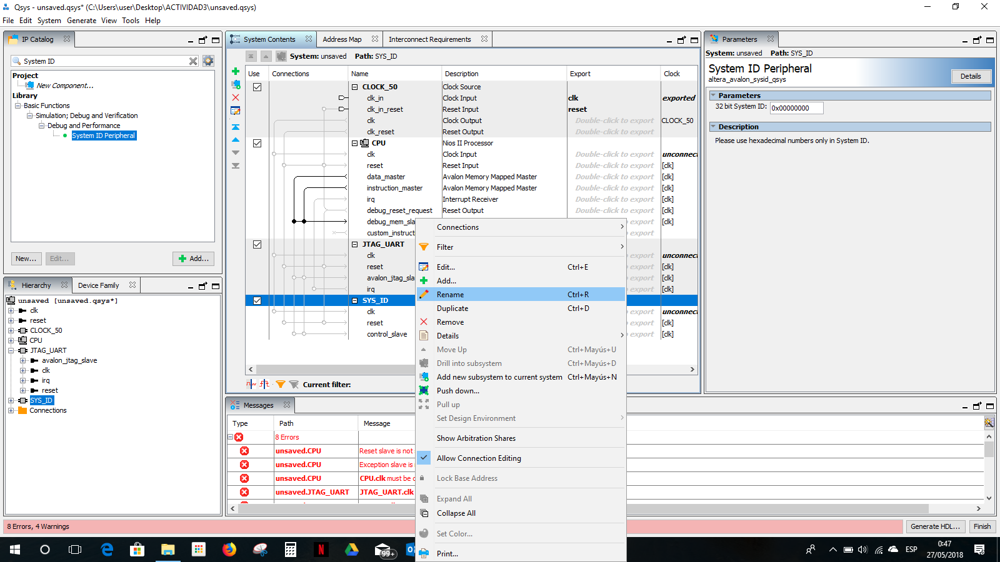 Qsys - unsaved.qsys* (C:\Users\user\Desktop\ACTIVIDAD3\unsaved.qsys)
File Edit System Generate View Tools Help
IP Catalog
System ID
Project
New Component...
Library
Basic Functions
Simulation; Debug and Verification
Debug and Performance
System ID Peripheral
New... Edit... Add...
Hierarchy Device Family
unsaved [unsaved.qsys*]
clk
reset
CLOCK_50
CPU
JTAG_UART
avalon_jtag_slave
clk
irq
reset
SYS_ID
Connections
System Contents Address Map Interconnect Requirements
System: unsaved Path: SYS_ID
Use Connections Name Description Export Clock
CLOCK_50 Clock Source
clk_in Clock Input clk exported
clk_in_reset Reset Input reset
clk Clock Output Double-click to export CLOCK_50
clk_reset Reset Output Double-click to export
CPU Nios II Processor
clk Clock Input Double-click to export unconnect
reset Reset Input Double-click to export [clk]
data_master Avalon Memory Mapped Master Double-click to export [clk]
instruction_master Avalon Memory Mapped Master Double-click to export [clk]
irq Interrupt Receiver Double-click to export [clk]
debug_reset_request Reset Output Double-click to export [clk]
debug_mem_sla o export [clk]
custom_instruct o export
JTAG_UART
clk o export unconnect
reset o export [clk]
avalon_jtag_sla o export [clk]
irq o export [clk]
SYS_ID
clk o export unconnect
reset o export [clk]
control_slave o export [clk]
Current filter:
Connections
Filter
Edit... Ctrl+E
Add...
Rename Ctrl+R
Duplicate Ctrl+D
Remove
Details
Move Up Ctrl+Mayús+U
Drill into subsystem Ctrl+Mayús+D
Add new subsystem to current system Ctrl+Mayús+N
Push down...
Pull up
Set Design Environment
Show Arbitration Shares
Allow Connection Editing
Lock Base Address
Expand All
Collapse All
Set Color...
Print...
Parameters
System: unsaved Path: SYS_ID
System ID Peripheral
altera_avalon_sysid_qsys
Details
Parameters
32 bit System ID: 0x00000000
Description
Please use hexadecimal numbers only in System ID.
Messages
Type Path Message
8 Errors
unsaved.CPU Reset slave is not
unsaved.CPU Exception slave is
unsaved.CPU CPU.clk must be c
unsaved.JTAG_UART JTAG_UART.clk
8 Errors, 4 Warnings
Generate HDL... Finish
99+
ESP
0:47
27/05/2018